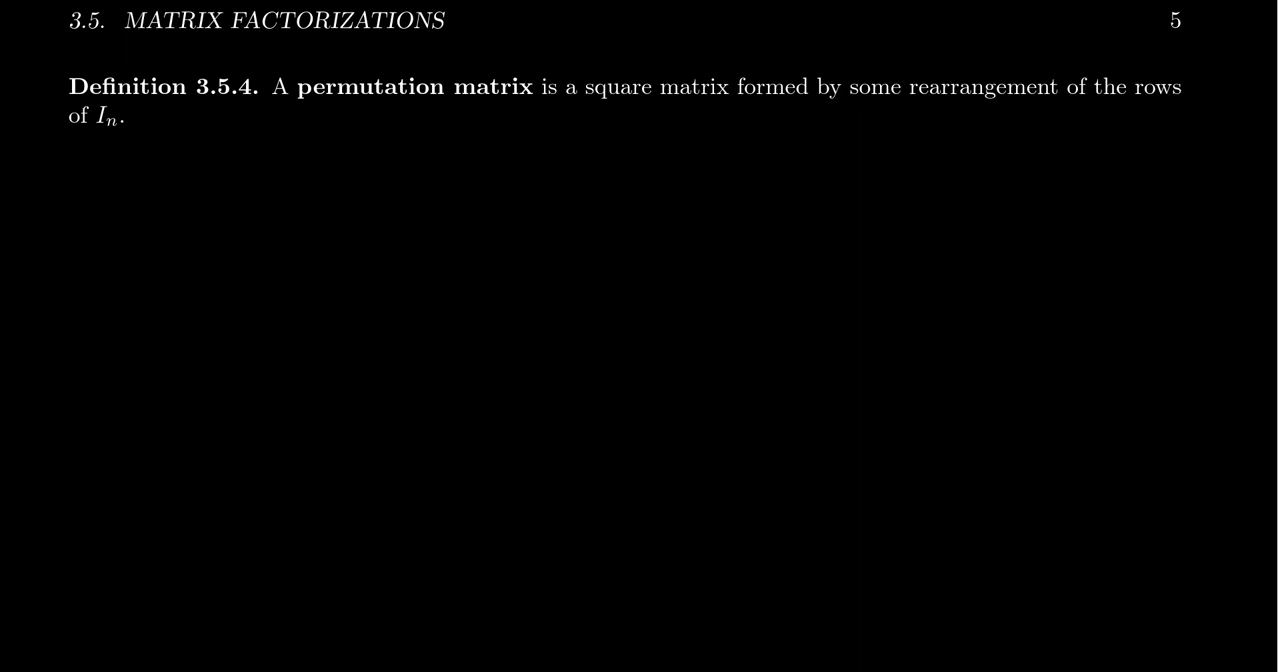 3.5. MATRIX FACTORIZATIONS 5
Definition 3.5.4. A permutation matrix is a square matrix formed by some rearrangement of the rows
of Iₙ.